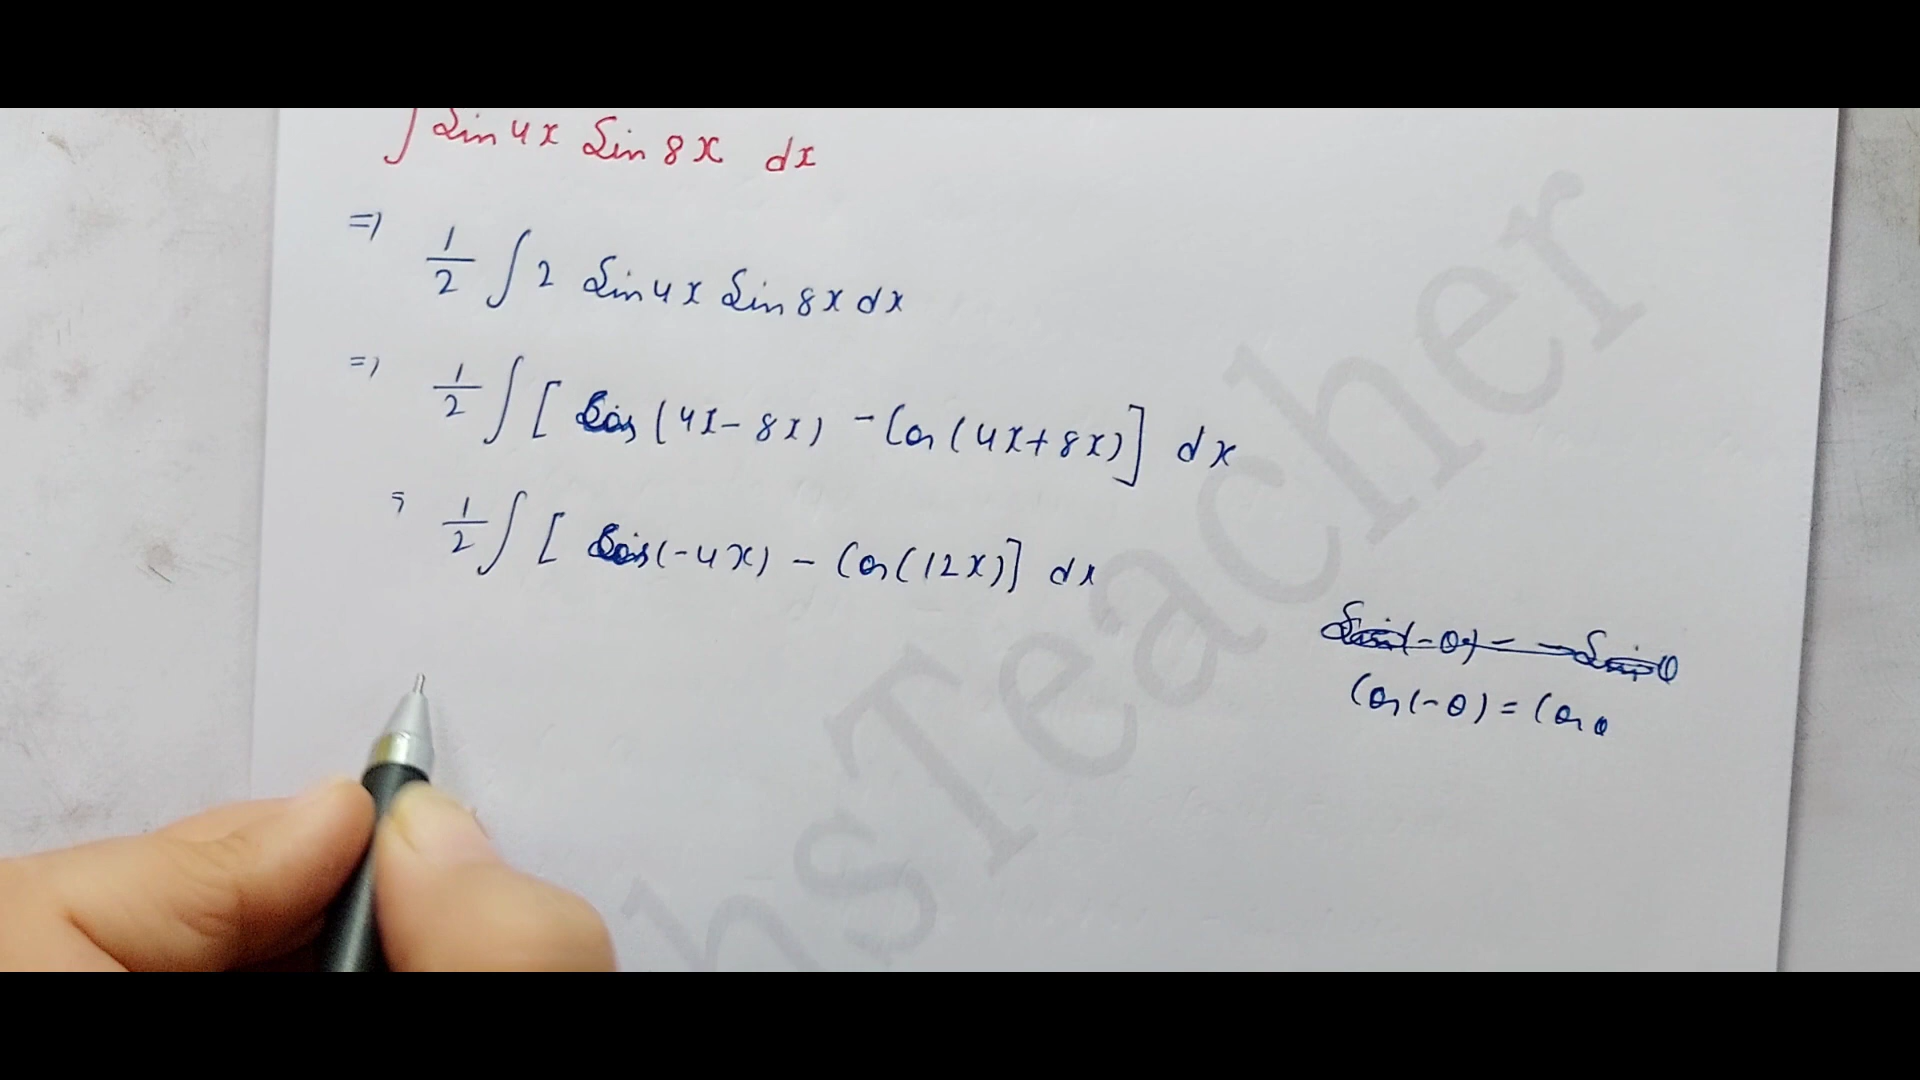 ∫ Sin 4x Sin 8x dx
=) 1/2 ∫ 2 Sin 4x Sin 8x dx
=) 1/2 ∫ [ Cos (4x - 8x) - Cos (4x + 8x) ] dx
= 1/2 ∫ [ Cos (-4x) - Cos (12x) ] dx
Sin (-θ) = - Sin θ
Cos (-θ) = Cos θ
hsTeacher